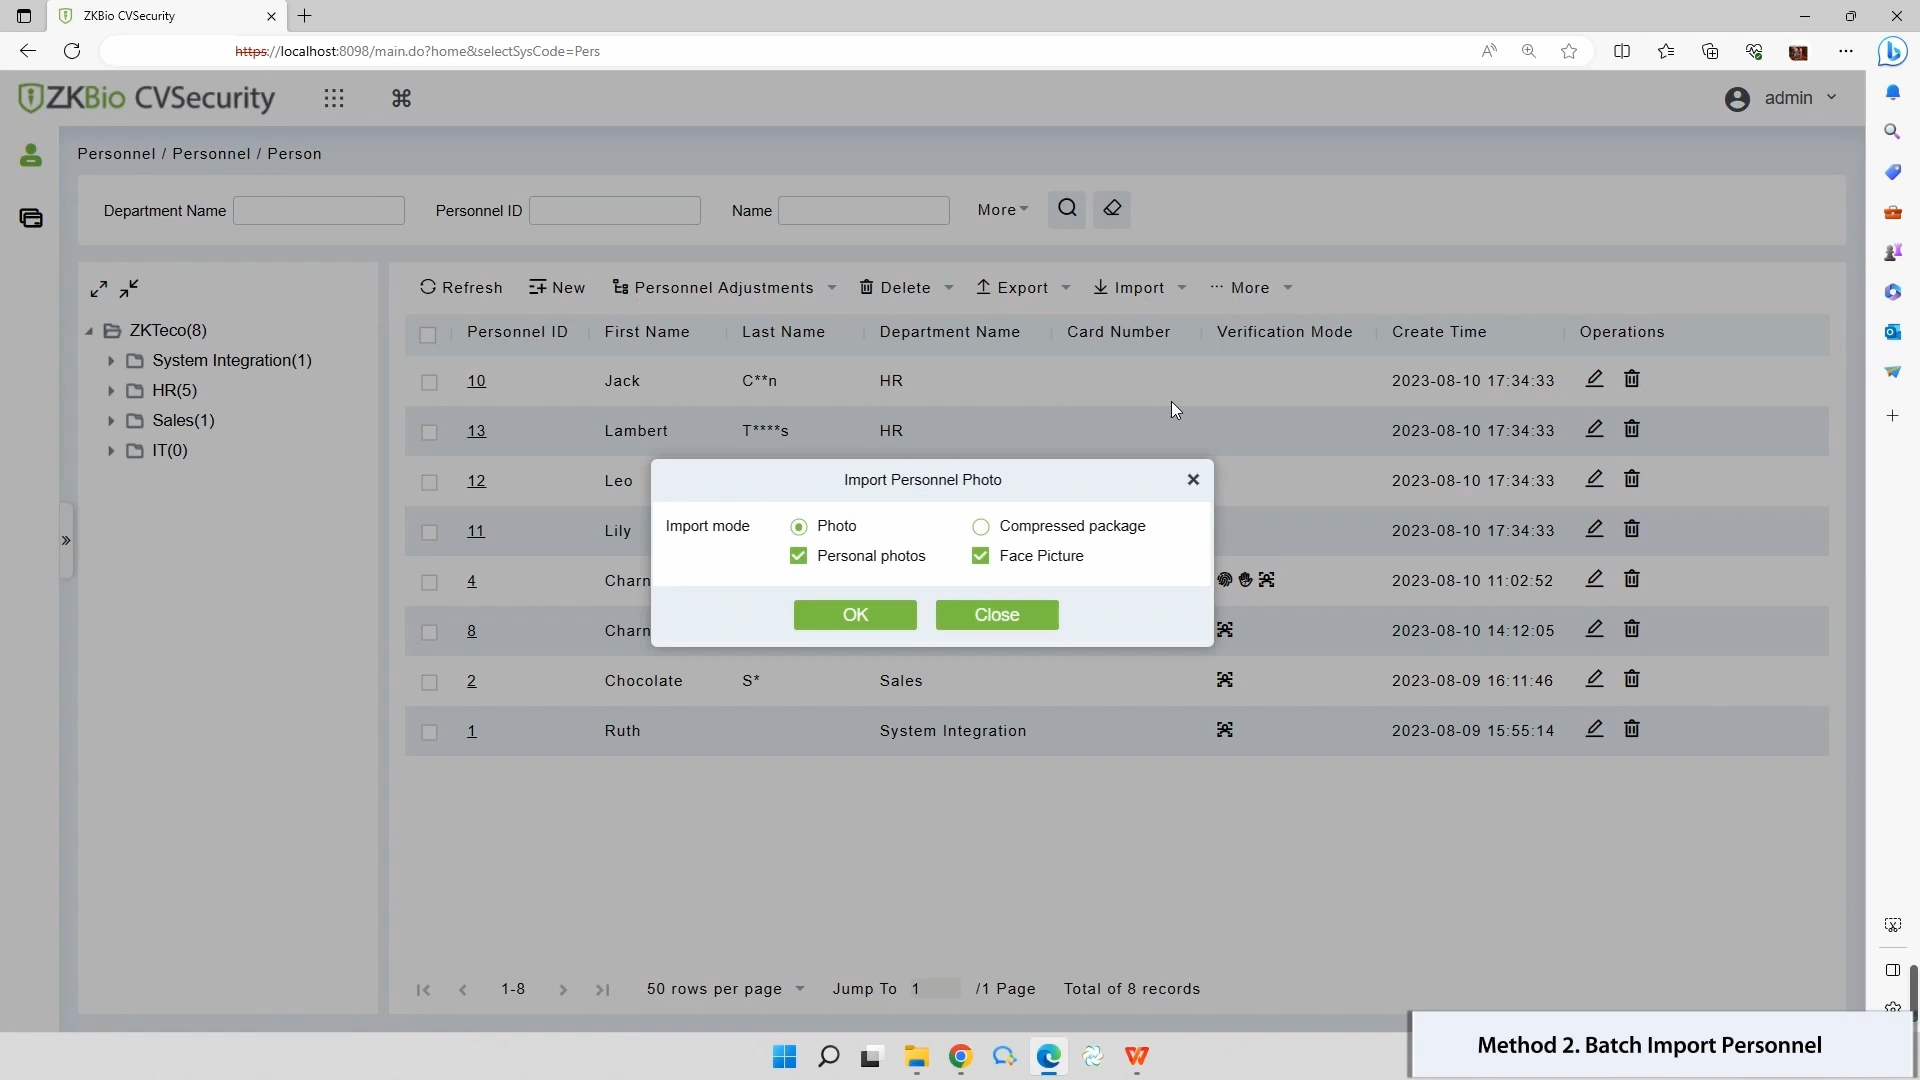 ZKBio CVSecurity
https://localhost:8098/main.do?home&selectSysCode=Pers
ZKBio CVSecurity
admin
Personnel / Personnel / Person
Department Name Personnel ID Name More
Refresh New Personnel Adjustments Delete Export Import More
ZKTeco(8)
System Integration(1)
HR(5)
Sales(1)
IT(0)
Personnel ID First Name Last Name Department Name Card Number Verification Mode Create Time Operations
10 Jack C**n HR 2023-08-10 17:34:33
13 Lambert T****s HR 2023-08-10 17:34:33
12 Leo 2023-08-10 17:34:33
11 Lily 2023-08-10 17:34:33
4 Charn 2023-08-10 11:02:52
8 Charn 2023-08-10 14:12:05
2 Chocolate S* Sales 2023-08-09 16:11:46
1 Ruth System Integration 2023-08-09 15:55:14
Import Personnel Photo
Import mode Photo Compressed package
Personal photos Face Picture
OK Close
1-8 50 rows per page Jump To 1 /1 Page Total of 8 records
Method 2. Batch Import Personnel